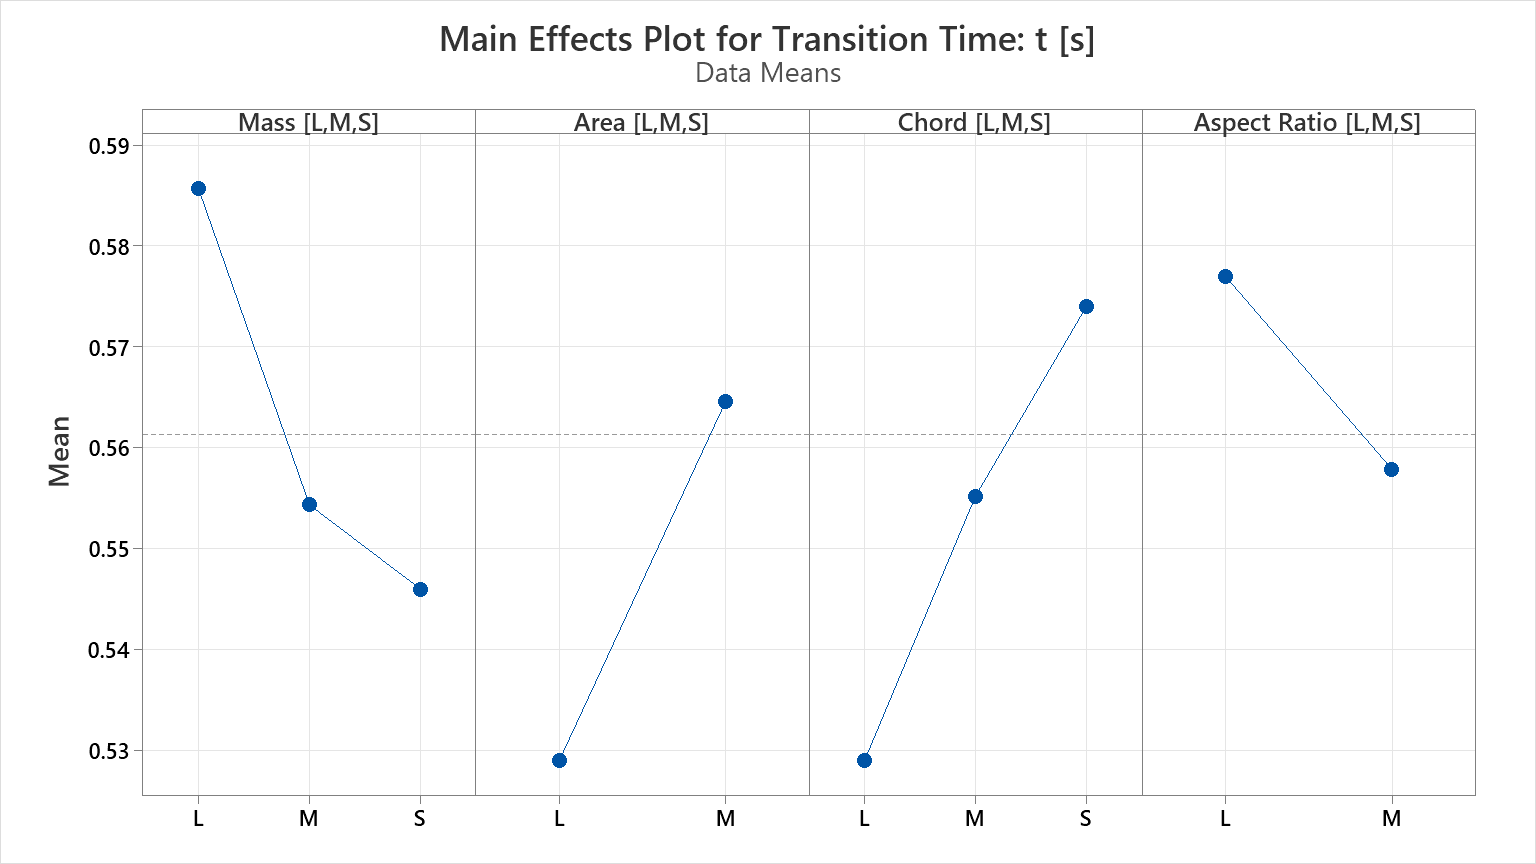 Main Effects Plot for Transition Time: t [s]
Data Means
Mass [L,M,S] Area [L,M,S] Chord [L,M,S] Aspect Ratio [L,M,S]
0.59
0.58
0.57
0.56
0.55
0.54
0.53
Mean
L M S L M L M S L M